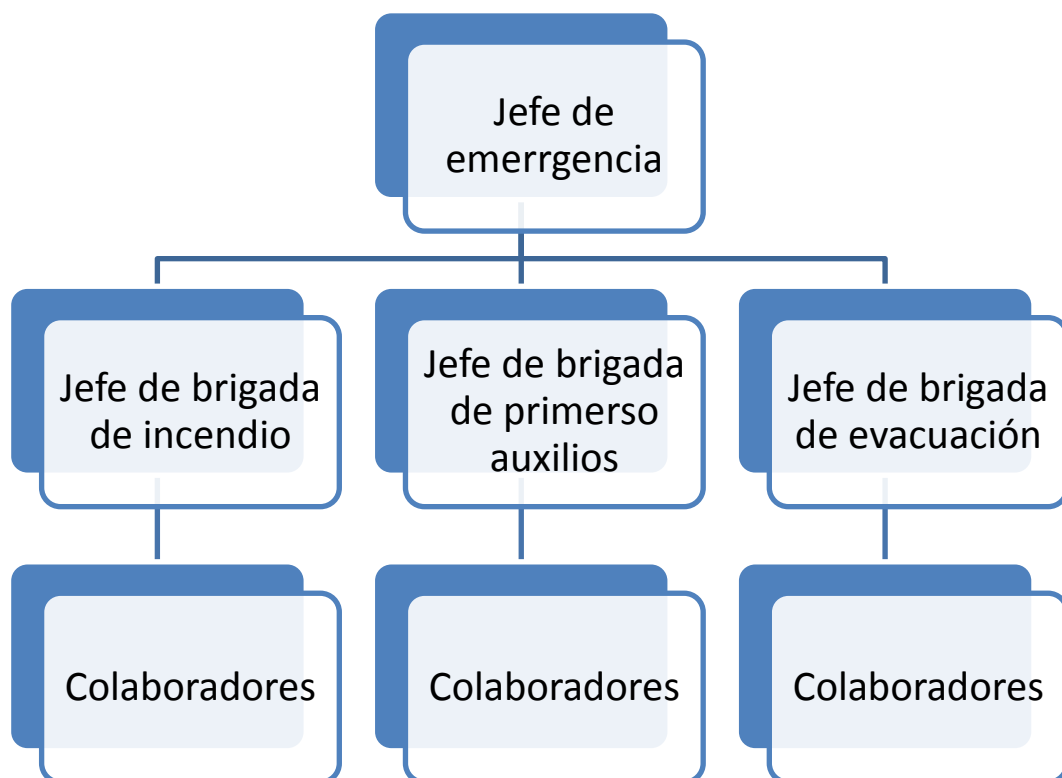 Jefe de
emerrgencia
Jefe de brigada
de incendio
Jefe de brigada
de primerso
auxilios
Jefe de brigada
de evacuación
Colaboradores
Colaboradores
Colaboradores